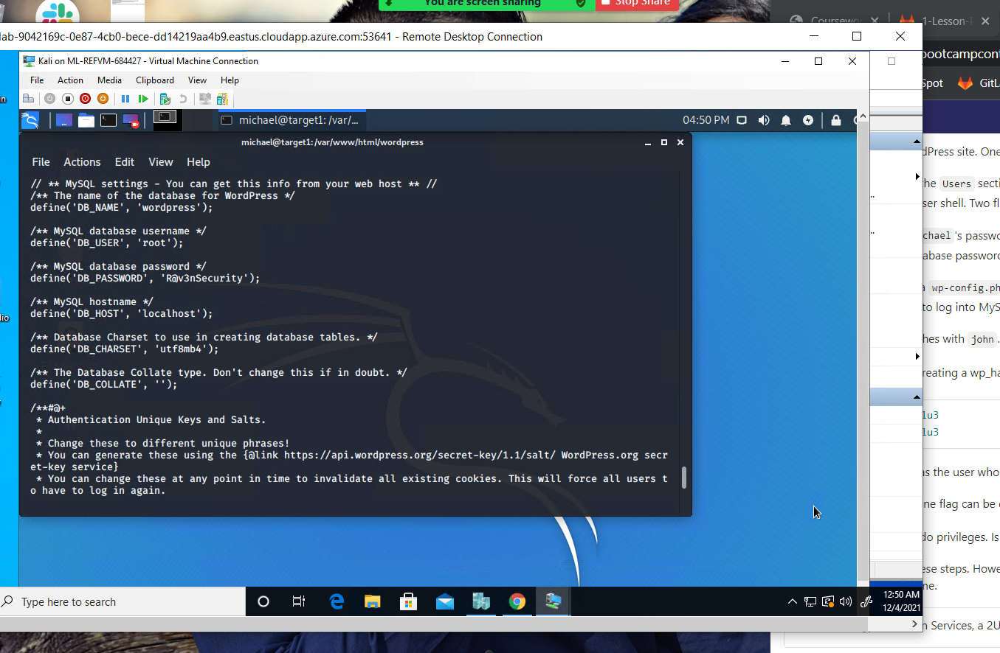 You are screen sharing
Stop Share
Coursewo
1-Lesson-
lab-9042169c-0e87-4cb0-bece-dd14219aa4b9.eastus.cloudapp.azure.com:53641 - Remote Desktop Connection
Kali on ML-REFVM-684427 - Virtual Machine Connection
File Action Media Clipboard View Help
michael@target1: /var/...
04:50 PM
michael@target1:/var/www/html/wordpress
File Actions Edit View Help
// ** MySQL settings - You can get this info from your web host ** //
/** The name of the database for WordPress */
define('DB_NAME', 'wordpress');
/** MySQL database username */
define('DB_USER', 'root');
/** MySQL database password */
define('DB_PASSWORD', 'R@v3nSecurity');
/** MySQL hostname */
define('DB_HOST', 'localhost');
/** Database Charset to use in creating database tables. */
define('DB_CHARSET', 'utf8mb4');
/** The Database Collate type. Don't change this if in doubt. */
define('DB_COLLATE', '');
/**#@+
* Authentication Unique Keys and Salts.
*
* Change these to different unique phrases!
* You can generate these using the {@link https://api.wordpress.org/secret-key/1.1/salt/ WordPress.org secr
et-key service}
* You can change these at any point in time to invalidate all existing cookies. This will force all users t
o have to log in again.
bootcampcont
Spot GitLa
dPress site. One
the Users secti
ser shell. Two fl
chael's passwo
abase password
a wp-config.ph
to log into MyS
hes with john.
reating a wp_ha
lu3
lu3
as the user who
ne flag can be
do privileges. Is
ese steps. Howe
me.
n Services, a 2U
Type here to search
12:50 AM
12/4/2021